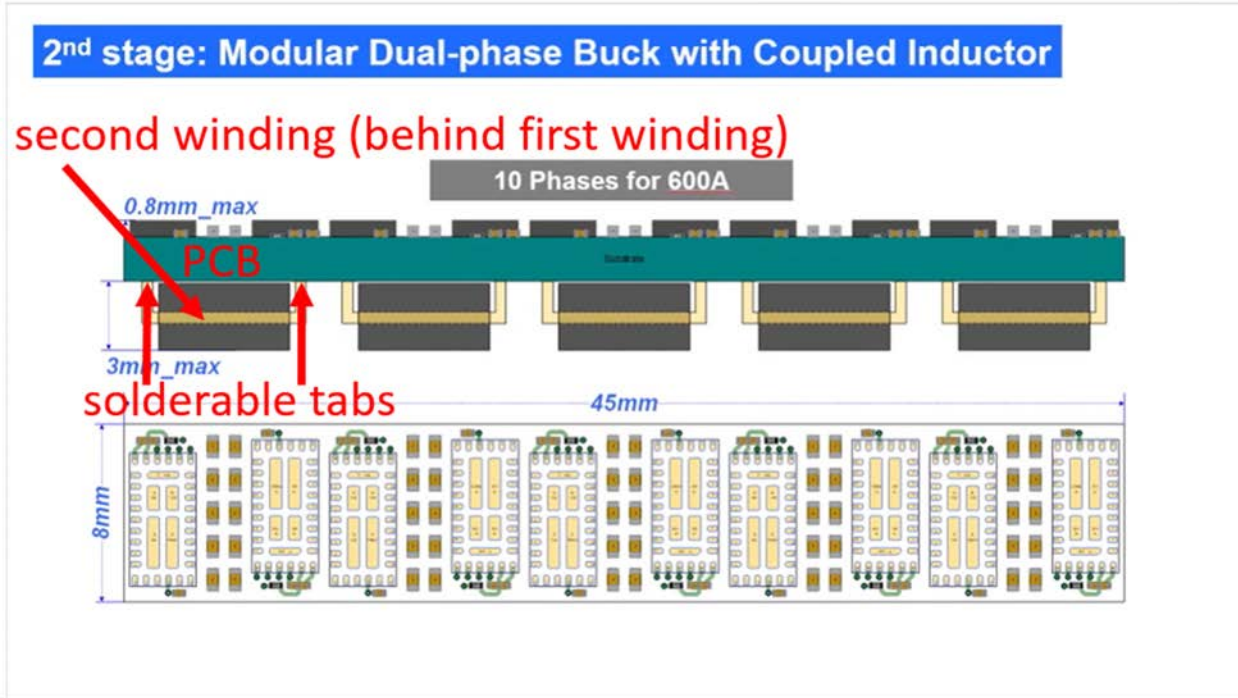 2nd stage: Modular Dual-phase Buck with Coupled Inductor
second winding (behind first winding)
10 Phases for 600A
0.8mm_max
PCB
Substrate
3mm_max
solderable tabs
45mm
8mm